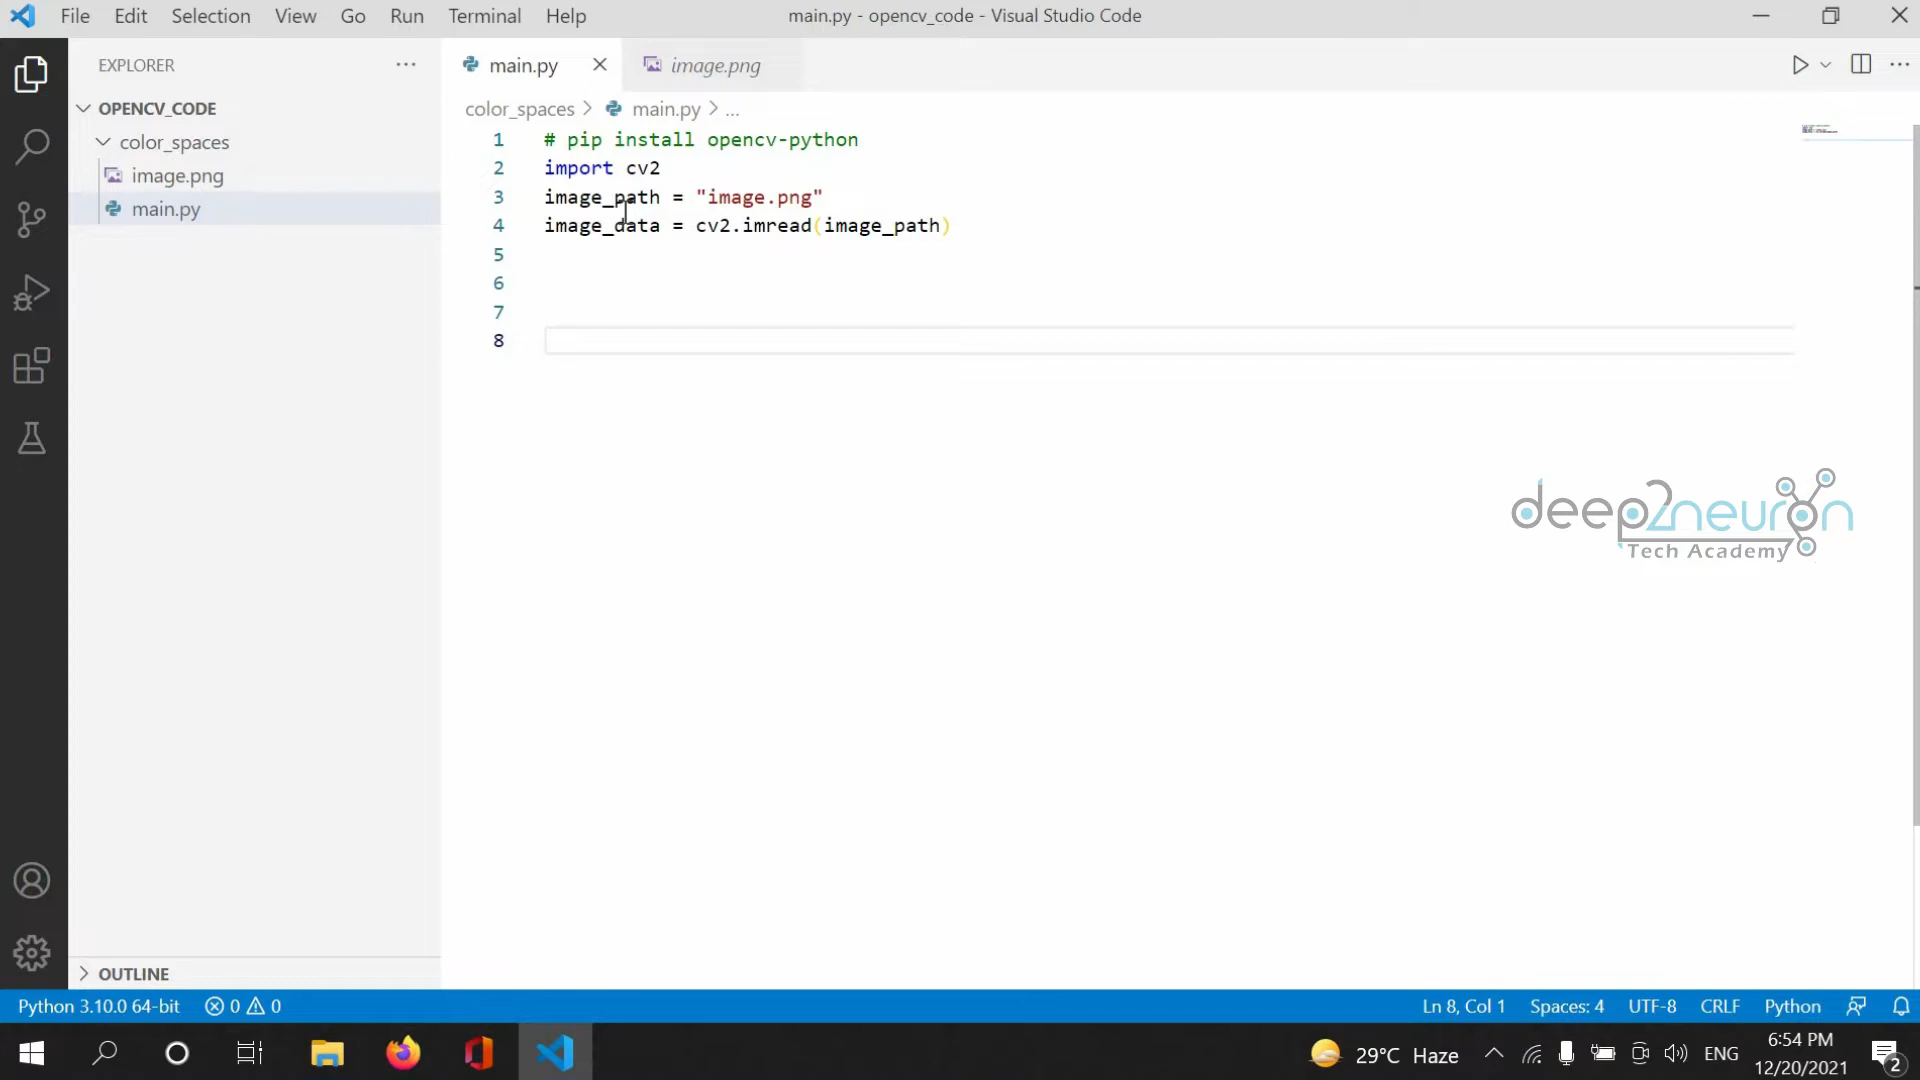 File Edit Selection View Go Run Terminal Help
main.py - opencv_code - Visual Studio Code
EXPLORER
OPENCV_CODE
color_spaces
image.png
main.py
OUTLINE
main.py
image.png
color_spaces > main.py > ...
1 # pip install opencv-python
2 import cv2
3 image_path = "image.png"
4 image_data = cv2.imread(image_path)
5
6
7
8
deep2neuron
Tech Academy
Python 3.10.0 64-bit 0 0
Ln 8, Col 1 Spaces: 4 UTF-8 CRLF Python
29°C Haze
ENG
6:54 PM
12/20/2021
2